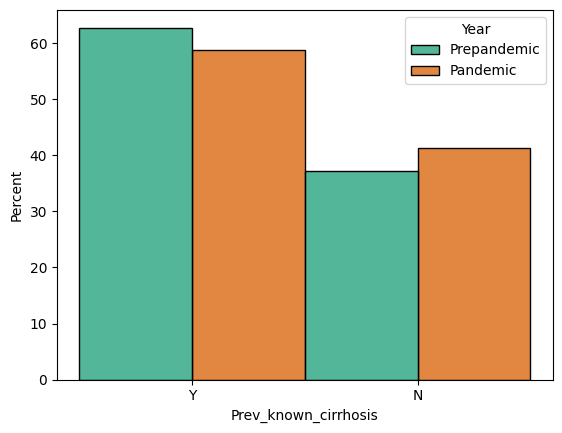 Year
Prepandemic
Pandemic
Percent
60
50
40
30
20
10
0
Y
N
Prev_known_cirrhosis